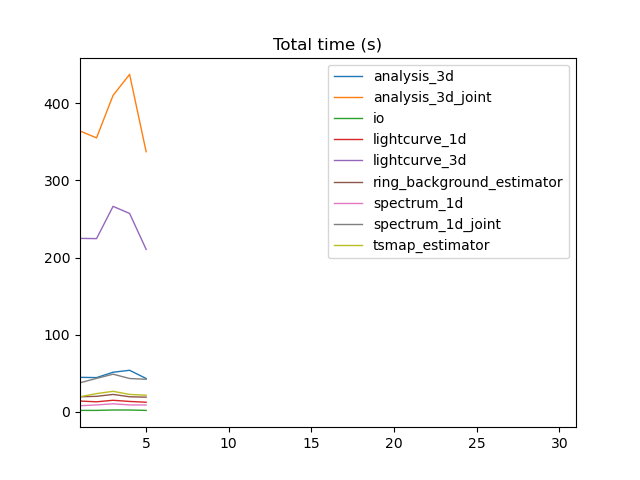 Total time (s)
analysis_3d
analysis_3d_joint
io
lightcurve_1d
lightcurve_3d
ring_background_estimator
spectrum_1d
spectrum_1d_joint
tsmap_estimator
400
300
200
100
0
5 10 15 20 25 30